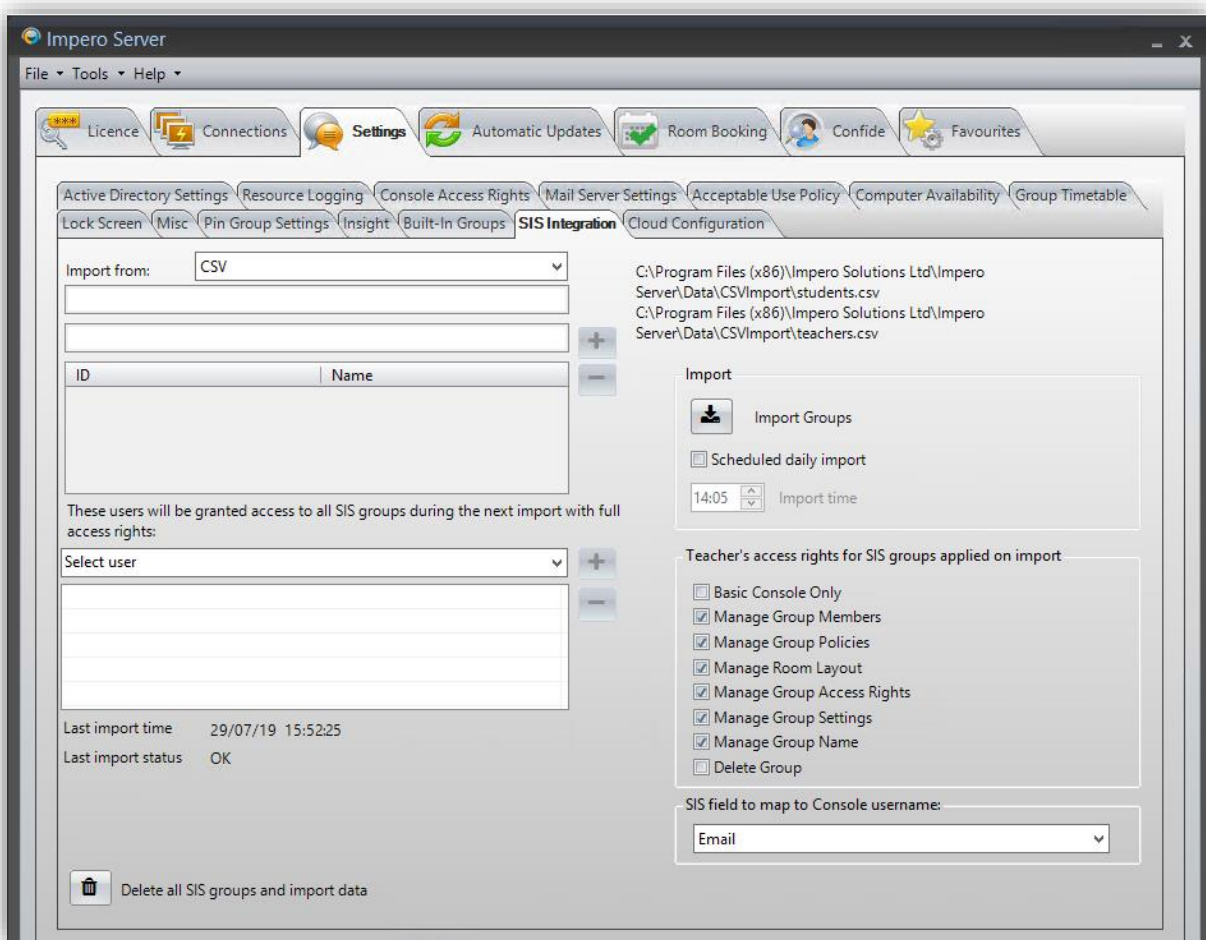 Impero Server
File Tools Help
*** Licence Connections Settings Automatic Updates Room Booking Confide Favourites
Active Directory Settings Resource Logging Console Access Rights Mail Server Settings Acceptable Use Policy Computer Availability Group Timetable
Lock Screen Misc Pin Group Settings Insight Built-In Groups SIS Integration Cloud Configuration
Import from: CSV
ID Name
These users will be granted access to all SIS groups during the next import with full
access rights:
Select user
Last import time 29/07/19 15:52:25
Last import status OK
Delete all SIS groups and import data
C:\Program Files (x86)\Impero Solutions Ltd\Impero
Server\Data\CSVImport\students.csv
C:\Program Files (x86)\Impero Solutions Ltd\Impero
Server\Data\CSVImport\teachers.csv
Import
Import Groups
Scheduled daily import
14:05 Import time
Teacher's access rights for SIS groups applied on import
Basic Console Only
Manage Group Members
Manage Group Policies
Manage Room Layout
Manage Group Access Rights
Manage Group Settings
Manage Group Name
Delete Group
SIS field to map to Console username:
Email